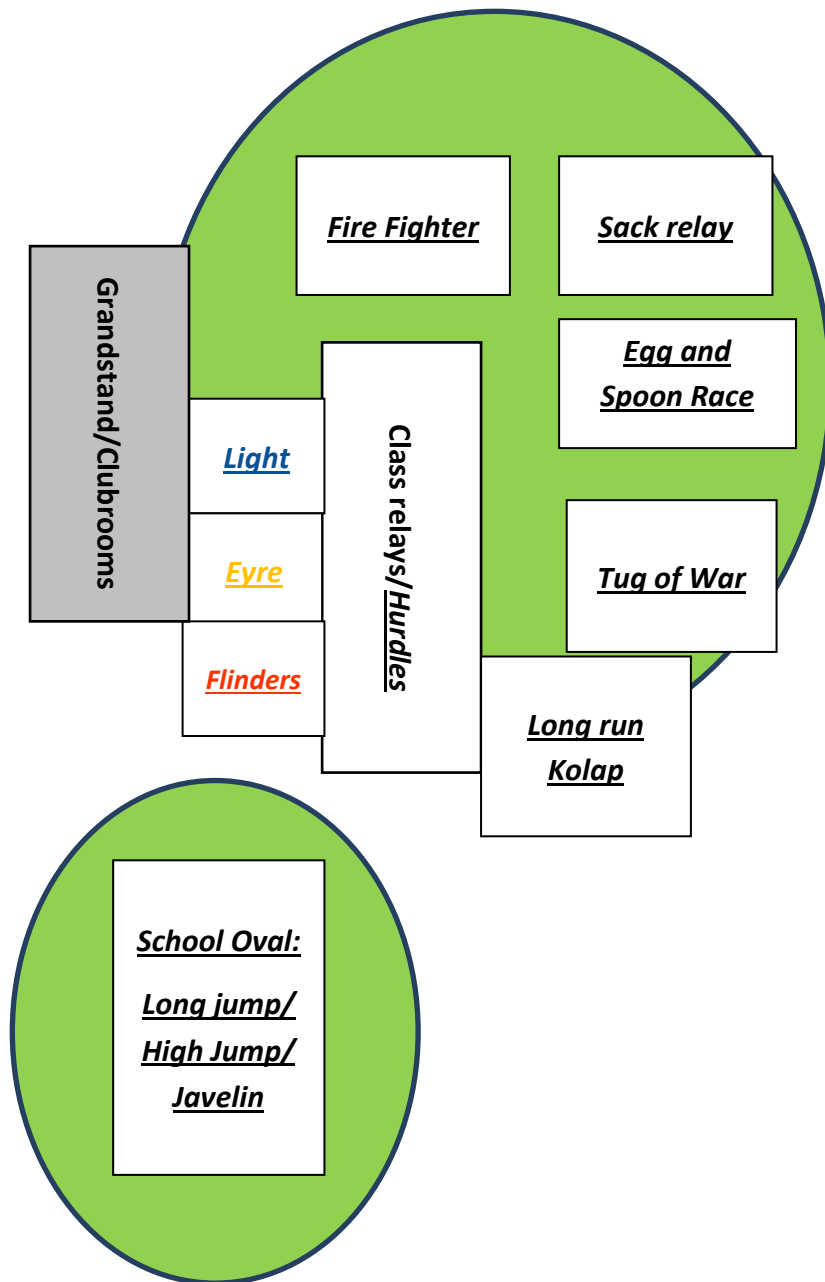 Fire Fighter
Sack relay
Grandstand/Clubrooms
Egg and
Spoon Race
Class relays/Hurdles
Light
Eyre
Tug of War
Flinders
Long run
Kolap
School Oval:
Long jump/
High Jump/
Javelin